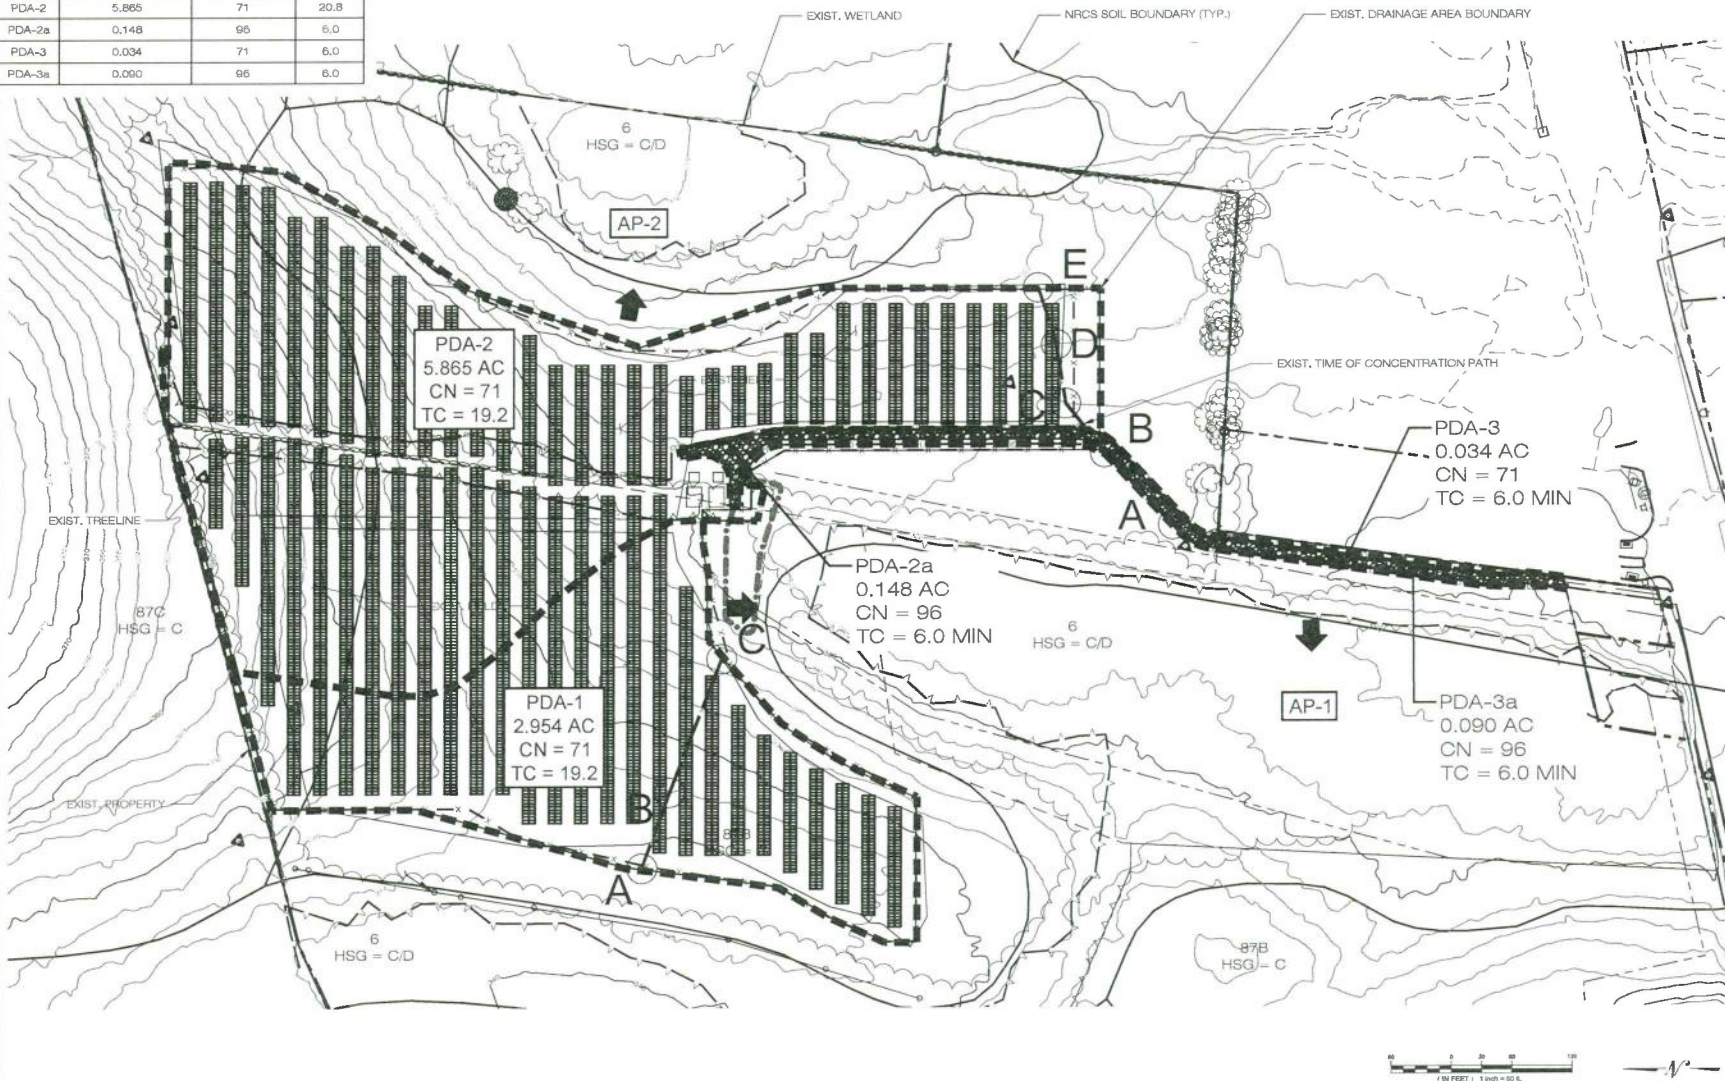 PDA-2 5.865 71 20.8
PDA-2a 0.148 96 6.0
PDA-3 0.034 71 6.0
PDA-3a 0.090 96 6.0
EXIST. WETLAND
NRCS SOIL BOUNDARY (TYP.)
EXIST. DRAINAGE AREA BOUNDARY
6
HSG = C/D
AP-2
E
D
C
B
A
PDA-2
5.865 AC
CN = 71
TC = 19.2
EXIST. TIME OF CONCENTRATION PATH
PDA-3
0.034 AC
CN = 71
TC = 6.0 MIN
EXIST. TREELINE
PDA-2a
0.148 AC
CN = 96
TC = 6.0 MIN
87C
HSG = C
6
HSG = C/D
C
PDA-1
2.954 AC
CN = 71
TC = 19.2
AP-1
PDA-3a
0.090 AC
CN = 96
TC = 6.0 MIN
EXIST. PROPERTY
B
A
6
HSG = C/D
87B
HSG = C
( IN FEET ) 1 inch = 60 ft.
N